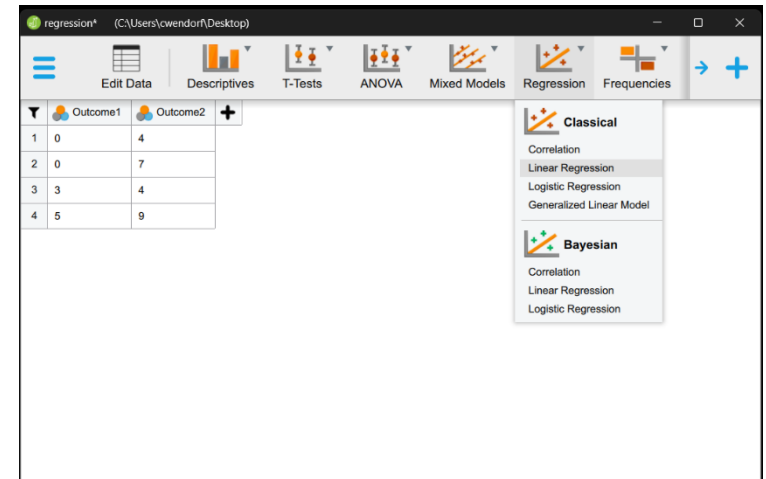 regression* (C:\Users\cwendorf\Desktop)
Edit Data Descriptives T-Tests ANOVA Mixed Models Regression Frequencies
Outcome1 Outcome2
1 0 4
2 0 7
3 3 4
4 5 9
Classical
Correlation
Linear Regression
Logistic Regression
Generalized Linear Model
Bayesian
Correlation
Linear Regression
Logistic Regression